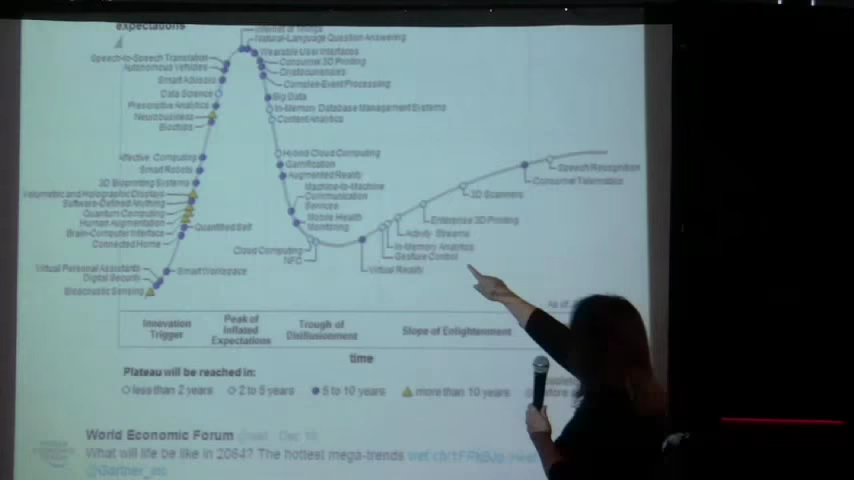 expectations
Internet of Things
Natural-Language Question Answering
Wearable User Interfaces
Consumer 3D Printing
Cryptocurrencies
Complex-Event Processing
Big Data
In-Memory Database Management Systems
Content Analytics
Speech-to-Speech Translation
Autonomous Vehicles
Smart Advisors
Data Science
Prescriptive Analytics
Neurobusiness
Biochips
Affective Computing
Smart Robots
3D Bioprinting Systems
Volumetric and Holographic Displays
Software-Defined Anything
Quantum Computing
Human Augmentation
Brain-Computer Interface
Connected Home
Quantified Self
Virtual Personal Assistants
Smart Workspace
Digital Security
Bioacoustic Sensing
Hybrid Cloud Computing
Gamification
Augmented Reality
Machine-to-Machine
Communication
Services
Mobile Health
Monitoring
Cloud Computing
NFC
Virtual Reality
Gesture Control
In-Memory Analytics
Activity Streams
Enterprise 3D Printing
3D Scanners
Consumer Telematics
Speech Recognition
As of
Innovation
Trigger
Peak of
Inflated
Expectations
Trough of
Disillusionment
Slope of Enlightenment
time
Plateau will be reached in:
less than 2 years
2 to 5 years
5 to 10 years
more than 10 years
World Economic Forum Dec 16
What will life be like in 2064? The hottest mega-trends
@Gartner_inc